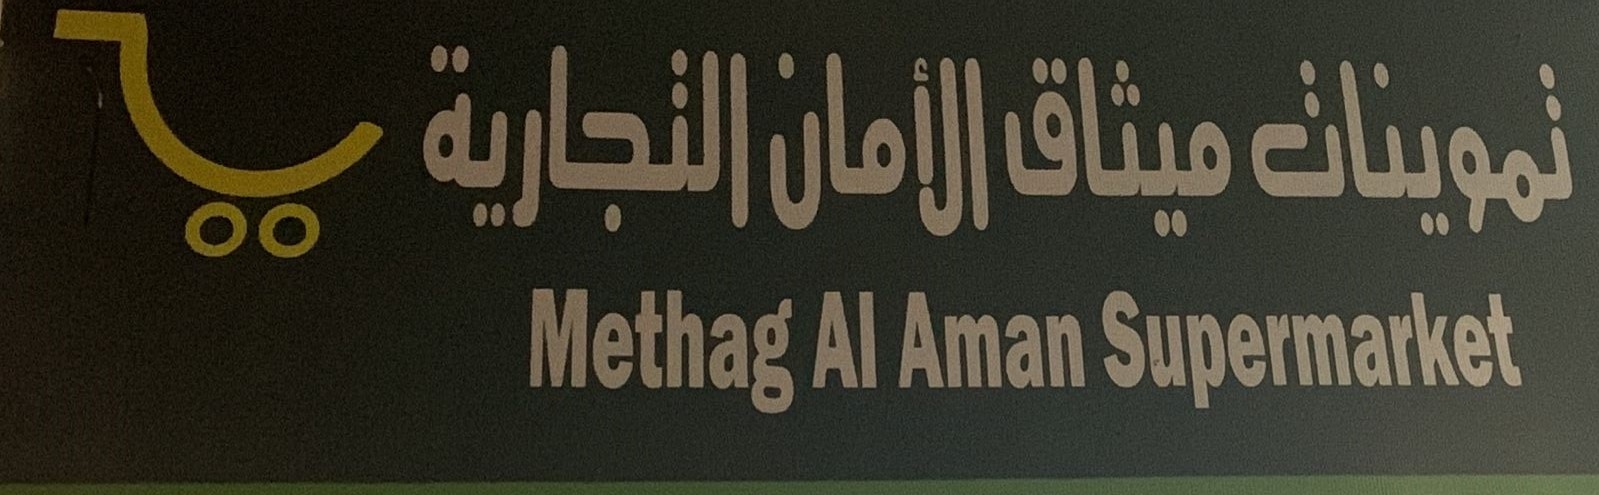 تموينات ميثاق الأمان التجارية
Methag Al Aman Supermarket